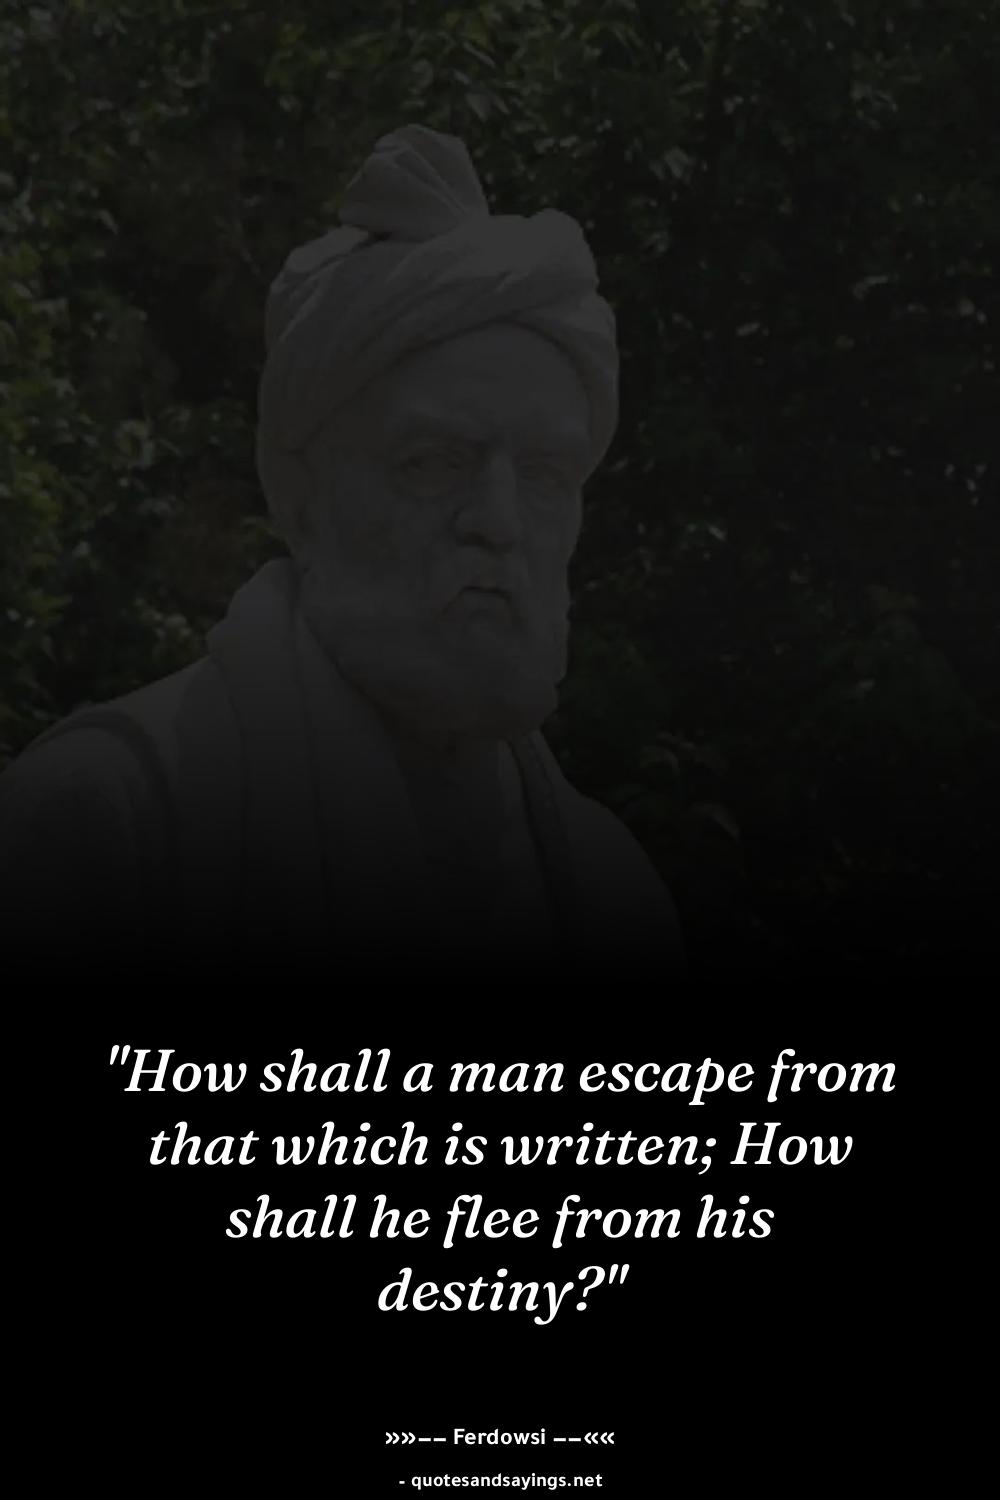 "How shall a man escape from
that which is written; How
shall he flee from his
destiny?"
»»–– Ferdowsi ––««
- quotesandsayings.net